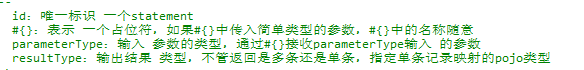 --
id：唯一标识 一个statement
#{}：表示 一个占位符，如果#{}中传入简单类型的参数，#{}中的名称随意
parameterType：输入 参数的类型，通过#{}接收parameterType输入 的参数
resultType：输出结果 类型，不管返回是多条还是单条，指定单条记录映射的pojo类型